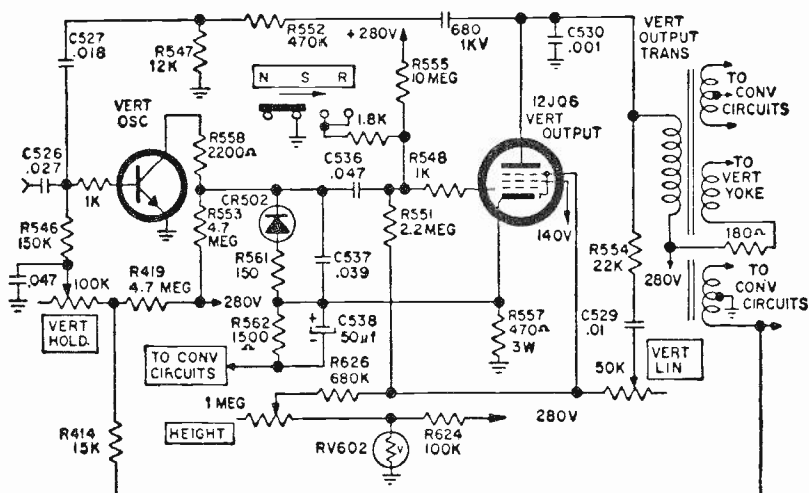 C527
.018
R547
12K
R552
470K
+280V
680
1KV
C530
.001
VERT
OUTPUT
TRANS
N S R
R555
10 MEG
TO
CONV
CIRCUITS
VERT
OSC
R558
2200Ω
1.8K
12JQ6
VERT
OUTPUT
C526
.027
1K
C536
.047
R548
1K
TO
VERT
YOKE
R546
150K
R553
4.7
MEG
CR502
R551
2.2 MEG
140V
180Ω
R561
150
C537
.039
R554
22K
280V
TO
CONV
CIRCUITS
.047
100K
R419
4.7 MEG
280V
VERT
HOLD.
R562
1500
Ω
+
-
C538
50µf
R557
470Ω
3W
C529
.01
TO CONV
CIRCUITS
R626
680K
50K
VERT
LIN
1 MEG
280V
HEIGHT
R414
15K
RV602
V
R624
100K